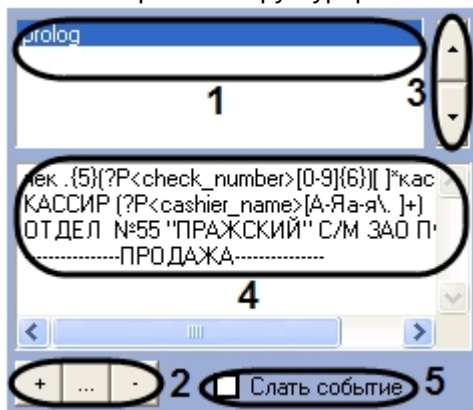 prolog
1
3
чек .{5}(?P<check_number>[0-9]{6})[ ]*кас
КАССИР (?P<cashier_name>[А-Яа-я\. ]+)
ОТДЕЛ №55 "ПРАЖСКИЙ" С/М ЗАО
---------------ПРОДАЖА---------------
4
+ ... - 2 Слать событие 5